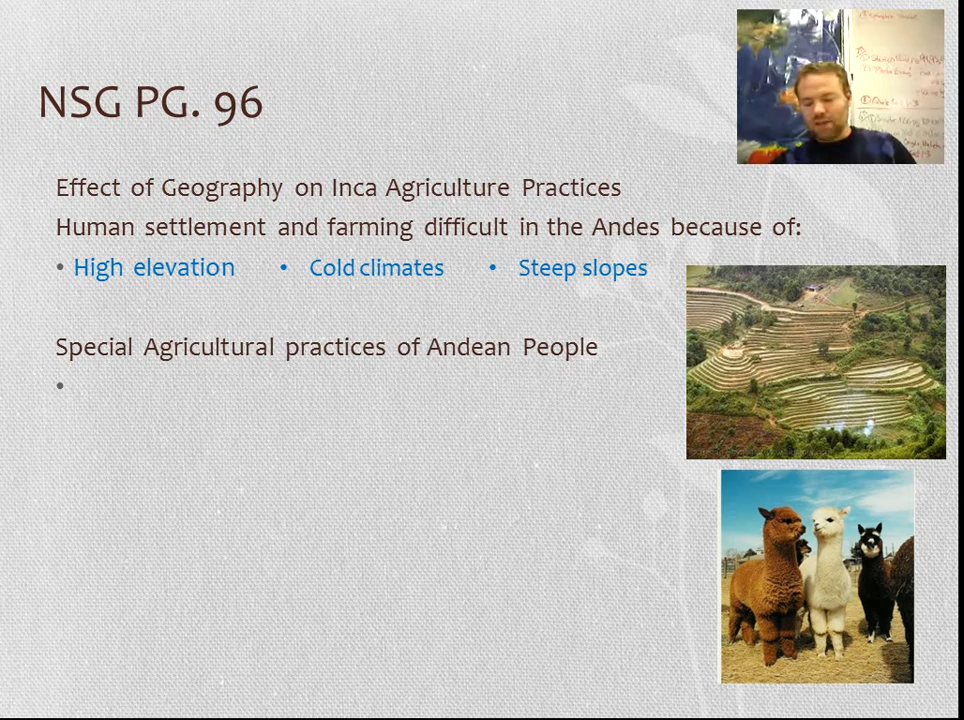 NSG PG. 96
Effect of Geography on Inca Agriculture Practices
Human settlement and farming difficult in the Andes because of:
• High elevation • Cold climates • Steep slopes
Special Agricultural practices of Andean People
•